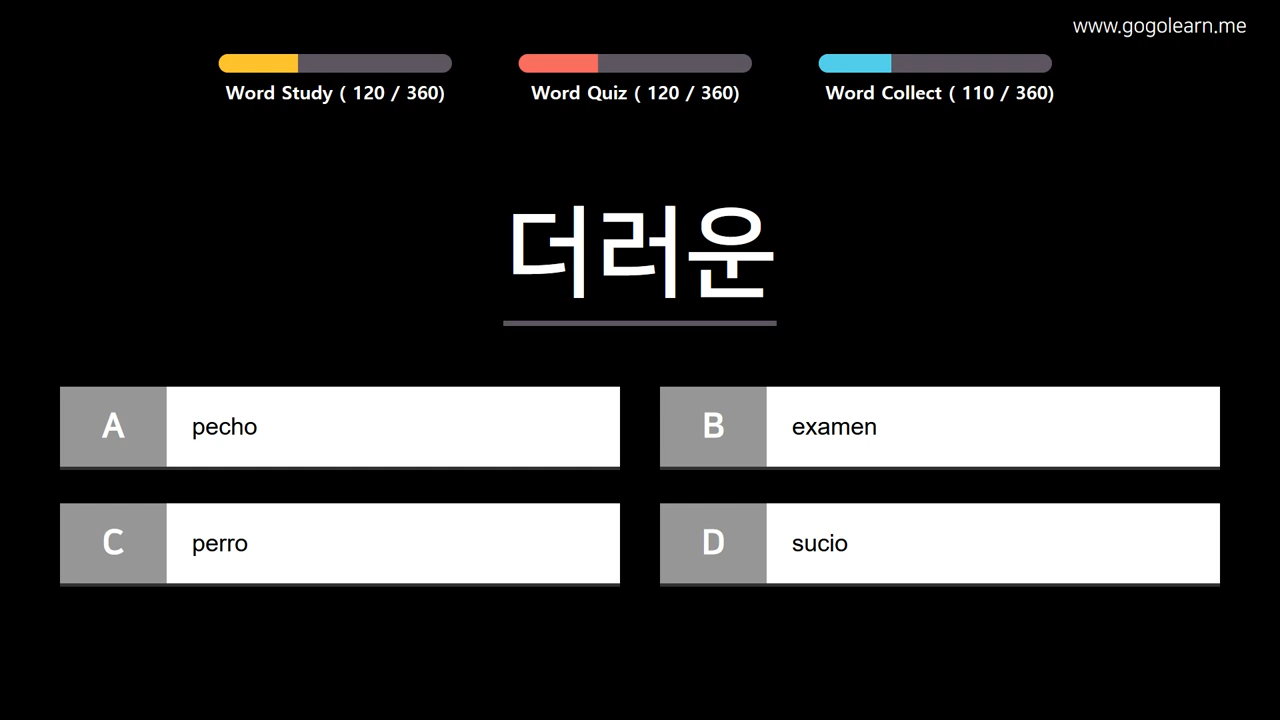 www.gogolearn.me
Word Study ( 120 / 360)
Word Quiz ( 120 / 360)
Word Collect ( 110 / 360)
더러운
A pecho
B examen
C perro
D sucio